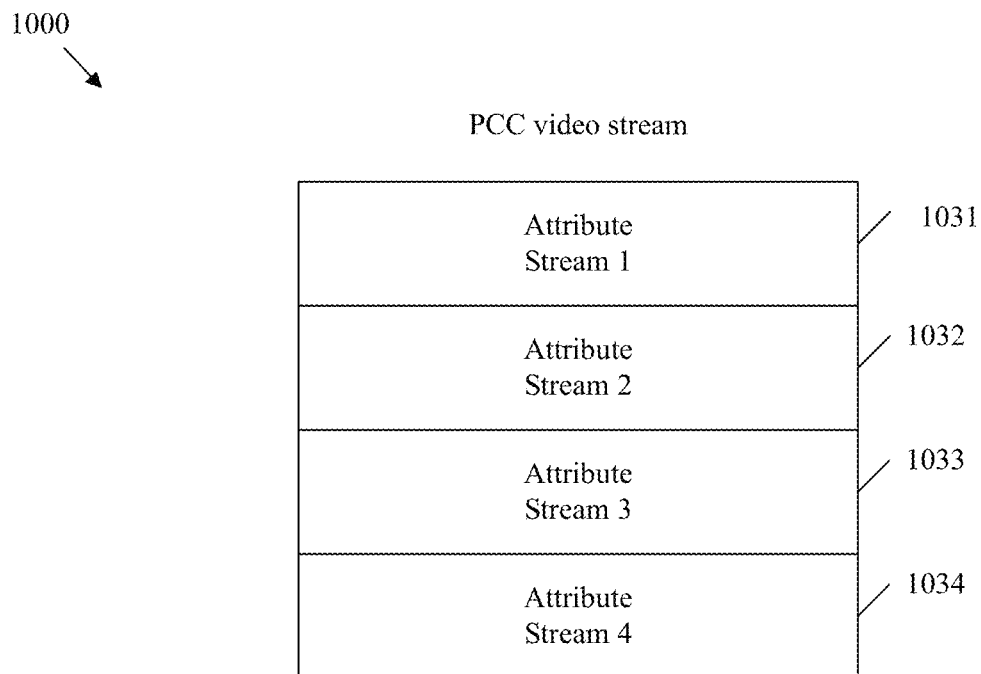 1000
PCC video stream
Attribute
Stream 1
1031
Attribute
Stream 2
1032
Attribute
Stream 3
1033
Attribute
Stream 4
1034